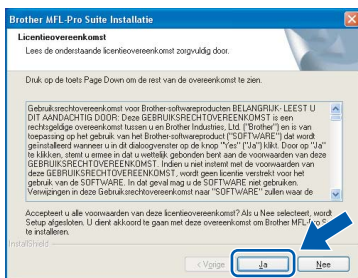 Brother MFL-Pro Suite Installatie
Licentieovereenkomst
Lees de onderstaande licentieovereenkomst zorgvuldig door.
Druk op de toets Page Down om de rest van de overeenkomst te zien.
Gebruiksrechtovereenkomst voor Brother-softwareproducten BELANGRIJK- LEEST U
DIT AANDACHTIG DOOR: Deze GEBRUIKSRECHTOVEREENKOMST is een
rechtsgeldige overeenkomst tussen u en Brother Industries, Ltd. ("Brother") en is van
toepassing op het gebruik van het Brother-product ("SOFTWARE") dat wordt
geïnstalleerd wanneer u in dit dialoogvenster op de knop "Yes" ("Ja") klikt. Door op "Ja"
te klikken, stemt u ermee in dat u wettelijk gebonden bent aan de voorwaarden van deze
GEBRUIKSRECHTOVEREENKOMST. Indien u niet instemt met de voorwaarden van
deze GEBRUIKSRECHTOVEREENKOMST, wordt geen licentie verstrekt voor het
gebruik van de SOFTWARE. In dat geval mag u de SOFTWARE niet gebruiken.
Verwijzingen in deze Gebruiksrechtovereenkomst naar "SOFTWARE" zullen waar de
Accepteert u alle voorwaarden van deze licentieovereenkomst? Als u Nee selecteert, wordt
Setup afgesloten. U dient akkoord te gaan met deze overeenkomst om Brother MFL-Pro S
te installeren.
InstallShield
< Vorige
Ja
Nee